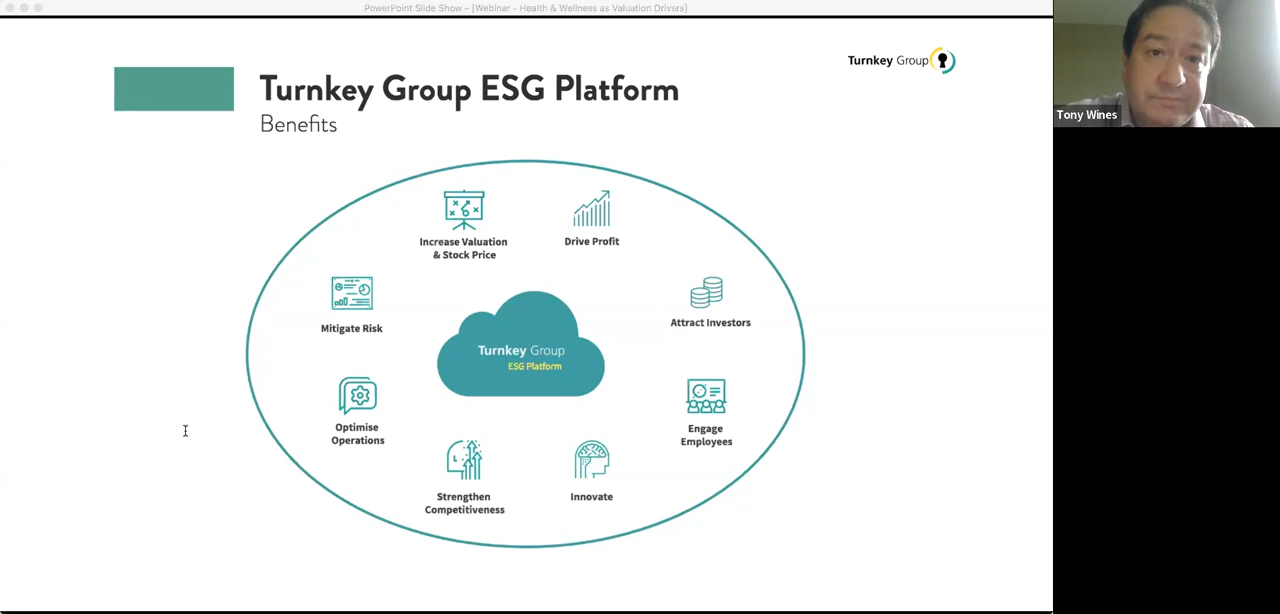 PowerPoint Slide Show – [Webinar - Health & Wellness as Valuation Drivers]
Turnkey Group
Tony Wines
Turnkey Group ESG Platform
Benefits
Increase Valuation
& Stock Price
Drive Profit
Mitigate Risk
Attract Investors
Turnkey Group
ESG Platform
Optimise
Operations
Engage
Employees
Strengthen
Competitiveness
Innovate